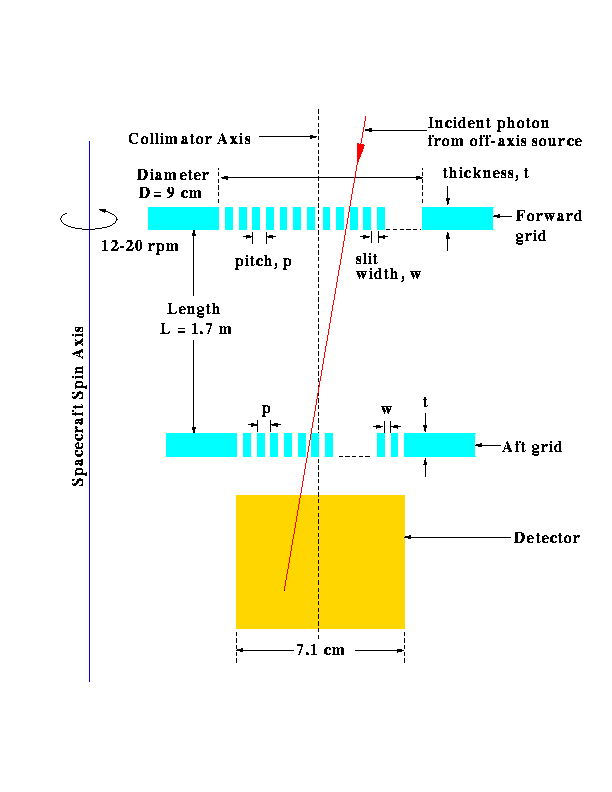 Incident photon
from off-axis source
Collimator Axis
Diameter
D = 9 cm
thickness, t
Forward
grid
12-20 rpm
pitch, p
slit
width, w
Length
L = 1.7 m
Spacecraft Spin Axis
p
w
t
Aft grid
Detector
7.1 cm